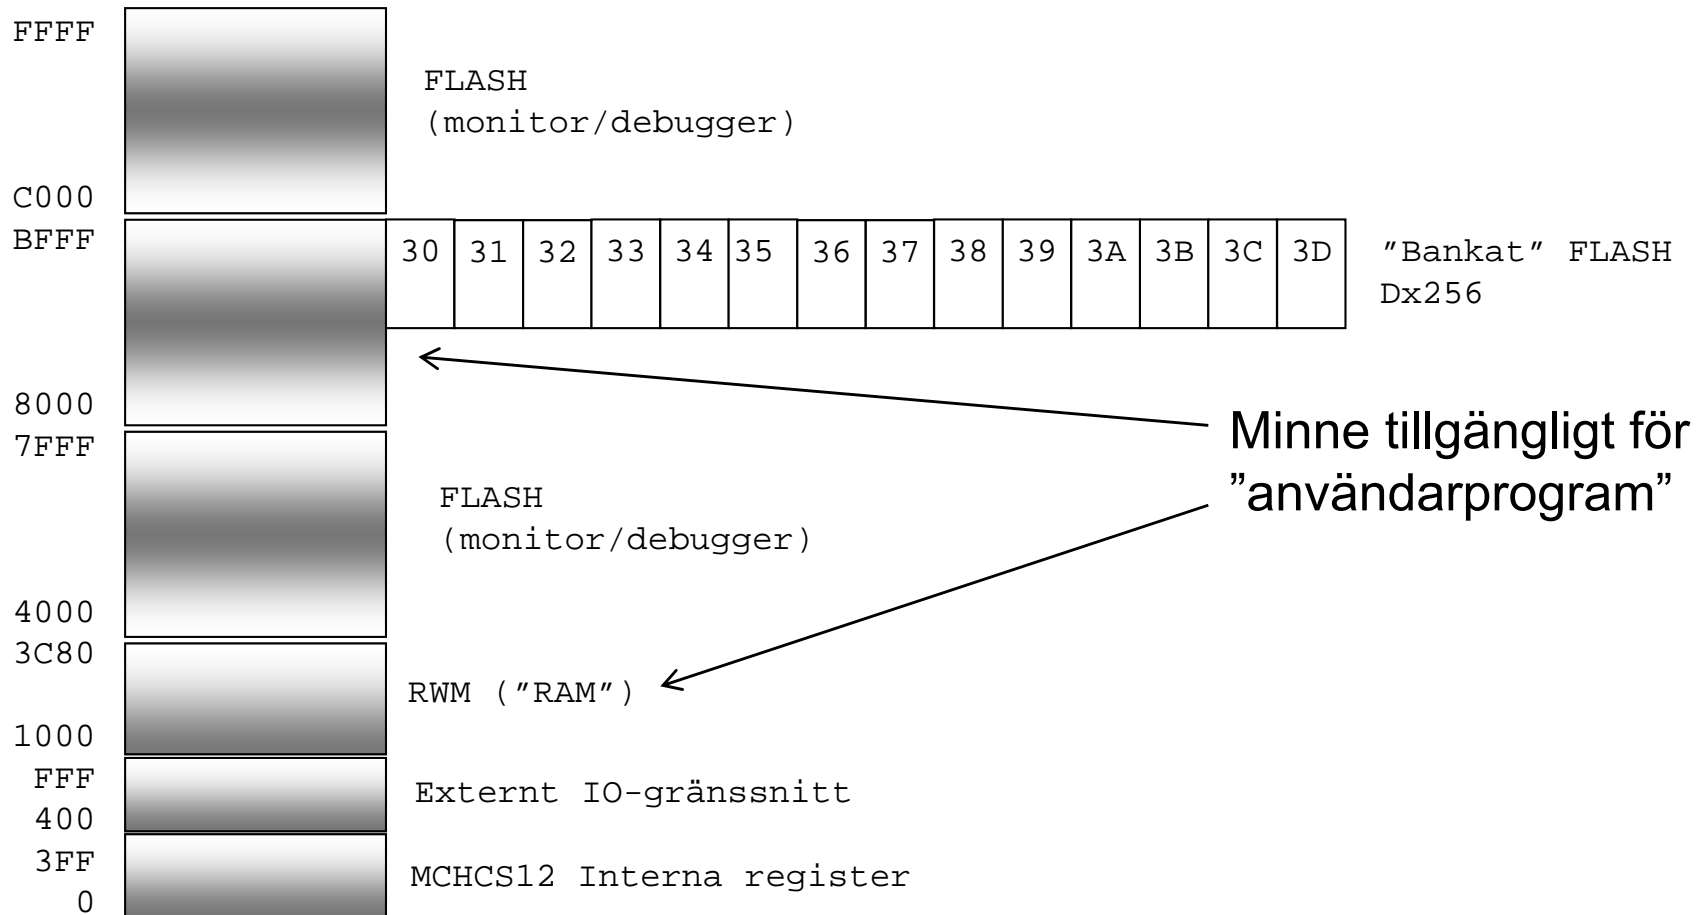 FFFF
FLASH
(monitor/debugger)
C000
BFFF
30 31 32 33 34 35 36 37 38 39 3A 3B 3C 3D
"Bankat" FLASH
Dx256
8000
7FFF
Minne tillgängligt för
”användarprogram”
FLASH
(monitor/debugger)
4000
3C80
RWM ("RAM")
1000
FFF
Externt IO-gränssnitt
400
3FF
MCHCS12 Interna register
0